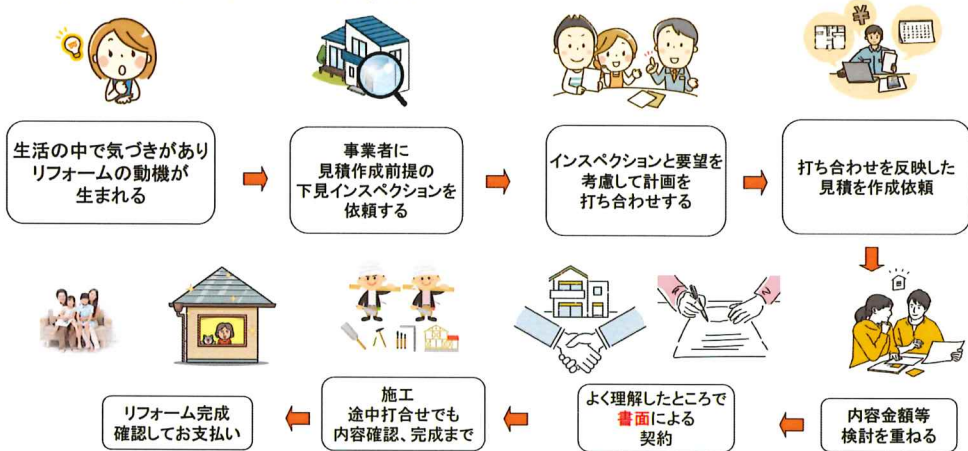 生活の中で気づきがあり
リフォームの動機が
生まれる
事業者に
見積作成前提の
下見インスペクションを
依頼する
インスペクションと要望を
考慮して計画を
打ち合わせする
¥
打ち合わせを反映した
見積を作成依頼
内容金額等
検討を重ねる
よく理解したところで
書面による
契約
施工
途中打合せでも
内容確認、完成まで
リフォーム完成
確認してお支払い